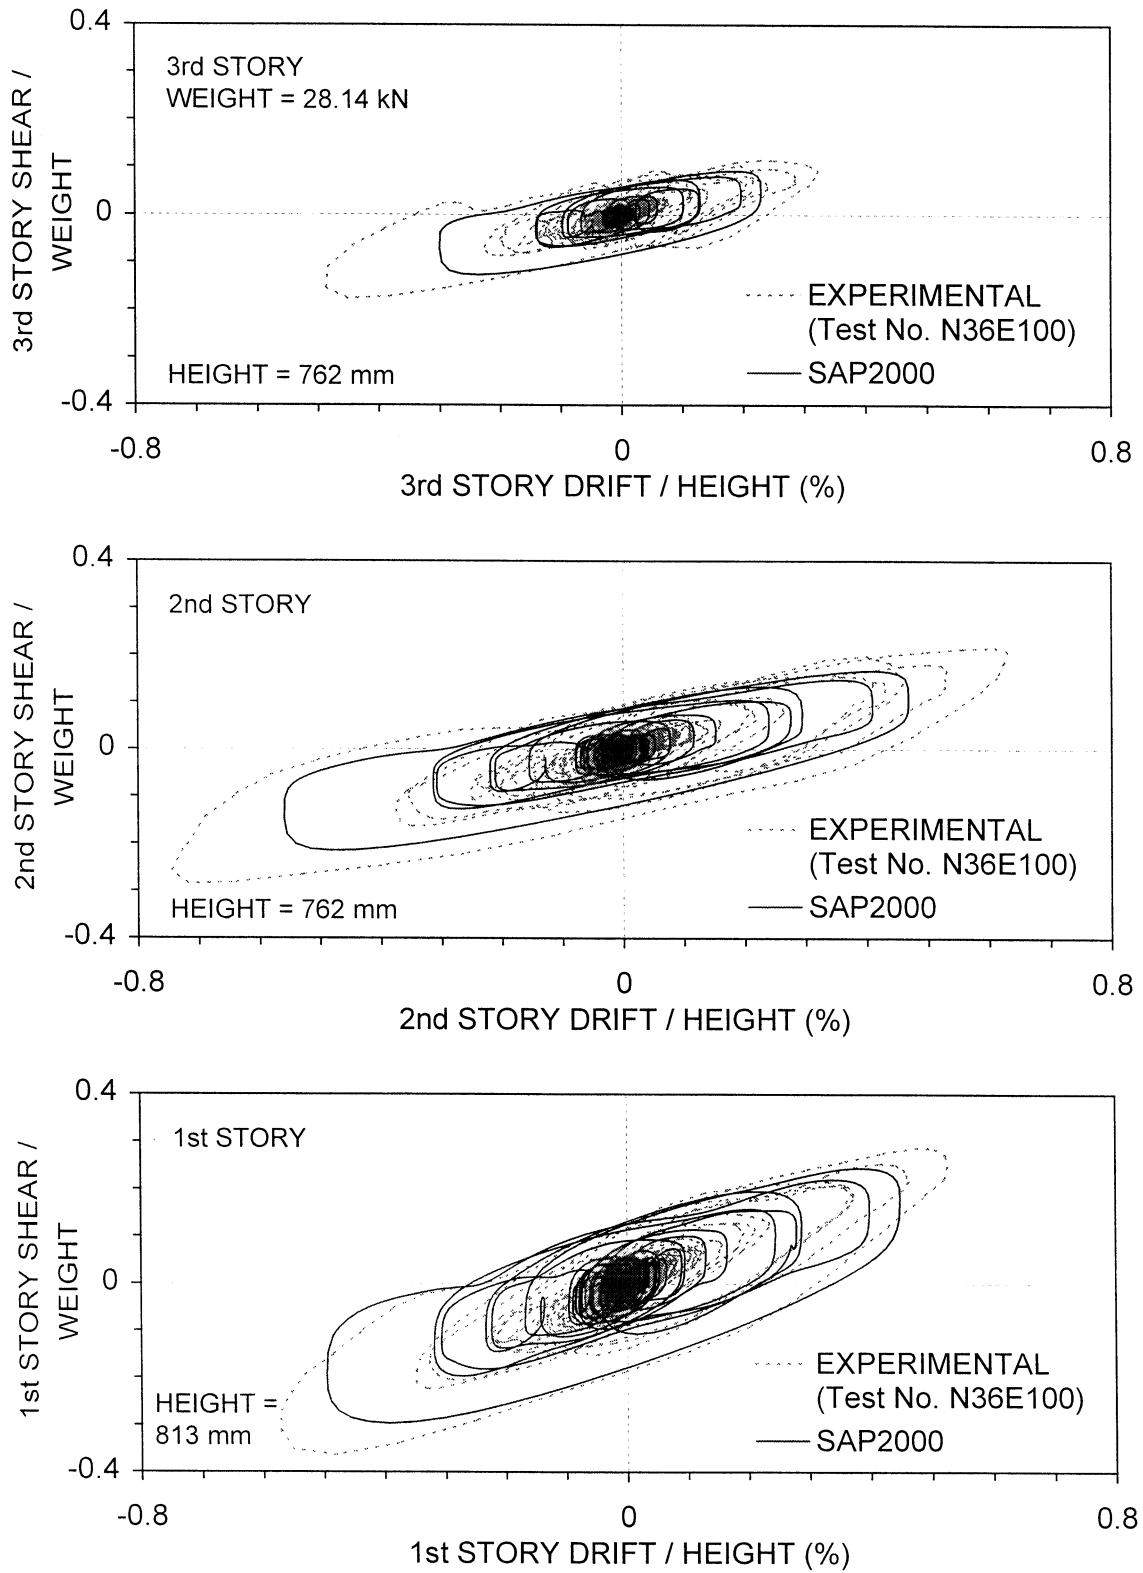 0.4
3rd STORY SHEAR /
WEIGHT
3rd STORY
WEIGHT = 28.14 kN
0
EXPERIMENTAL
(Test No. N36E100)
SAP2000
HEIGHT = 762 mm
-0.4
-0.8
0
0.8
3rd STORY DRIFT / HEIGHT (%)
0.4
2nd STORY SHEAR /
WEIGHT
2nd STORY
0
EXPERIMENTAL
(Test No. N36E100)
SAP2000
HEIGHT = 762 mm
-0.4
-0.8
0
0.8
2nd STORY DRIFT / HEIGHT (%)
0.4
1st STORY SHEAR /
WEIGHT
1st STORY
0
EXPERIMENTAL
(Test No. N36E100)
SAP2000
HEIGHT =
813 mm
-0.4
-0.8
0
0.8
1st STORY DRIFT / HEIGHT (%)